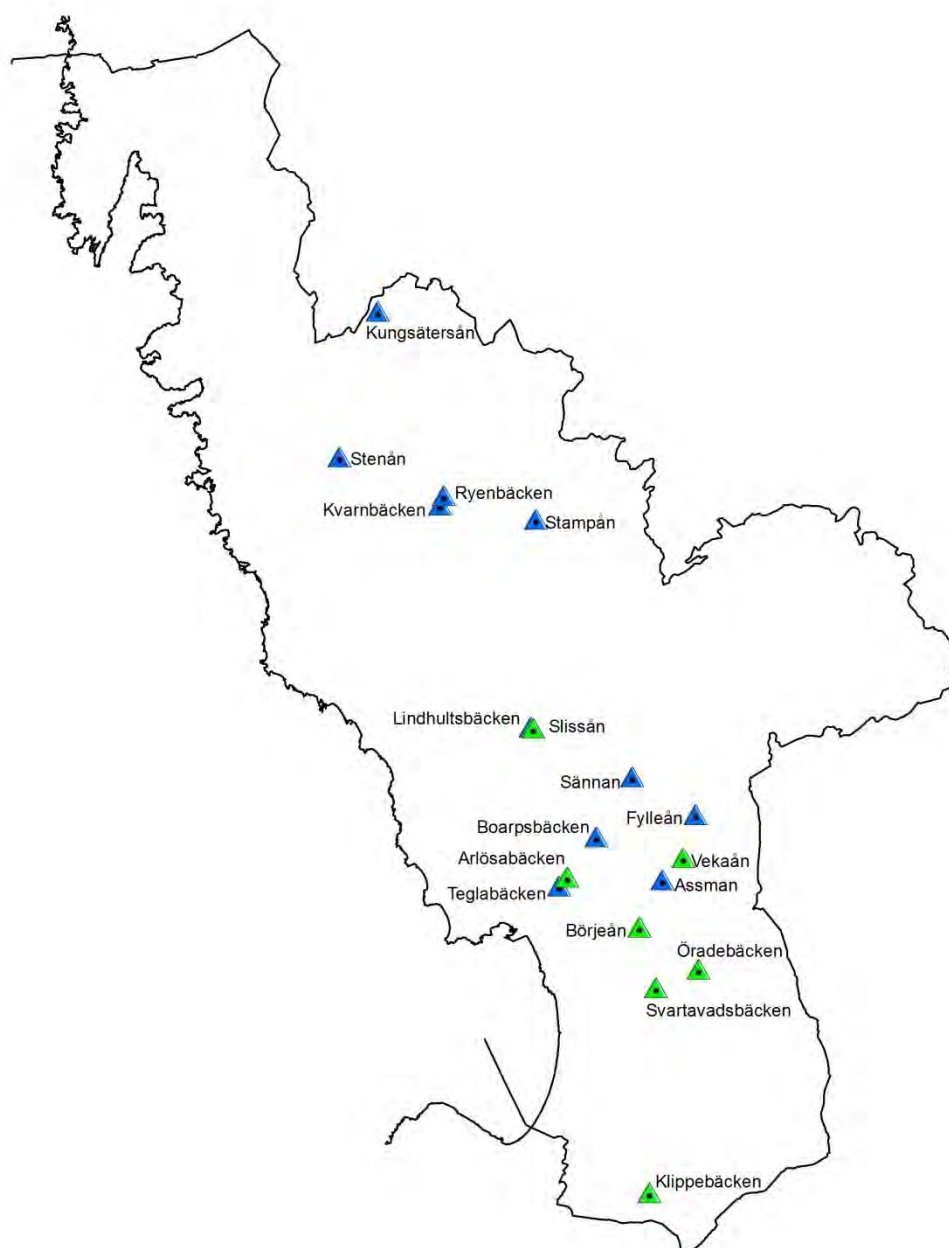 Kungsätersån
Stenån
Ryenbäcken
Kvarnbäcken
Stampån
Lindhultsbäcken
Slissån
Sännan
Fylleån
Boarpsbäcken
Arlösabäcken
Vekaån
Assman
Teglabäcken
Börjeån
Öradebäcken
Svartavadsbäcken
Klippebäcken